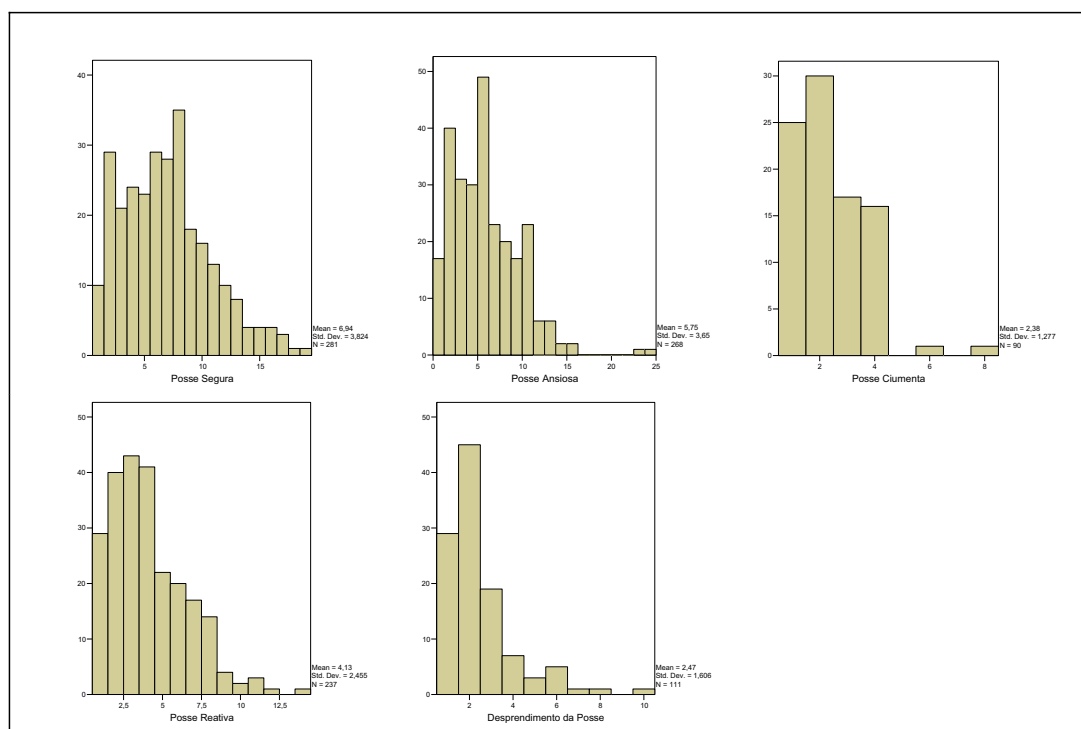 40
30
20
10
0
5
10
15
Posse Segura
Mean = 6,94
Std. Dev. = 3,824
N = 281
50
40
30
20
10
0
0
5
10
15
20
25
Posse Ansiosa
Mean = 5,75
Std. Dev. = 3,65
N = 268
30
25
20
15
10
5
0
2
4
6
8
Posse Ciumenta
Mean = 2,38
Std. Dev. = 1,277
N = 90
50
40
30
20
10
0
2,5
5
7,5
10
12,5
Posse Reativa
Mean = 4,13
Std. Dev. = 2,455
N = 237
50
40
30
20
10
0
2
4
6
8
10
Desprendimento da Posse
Mean = 2,47
Std. Dev. = 1,606
N = 111